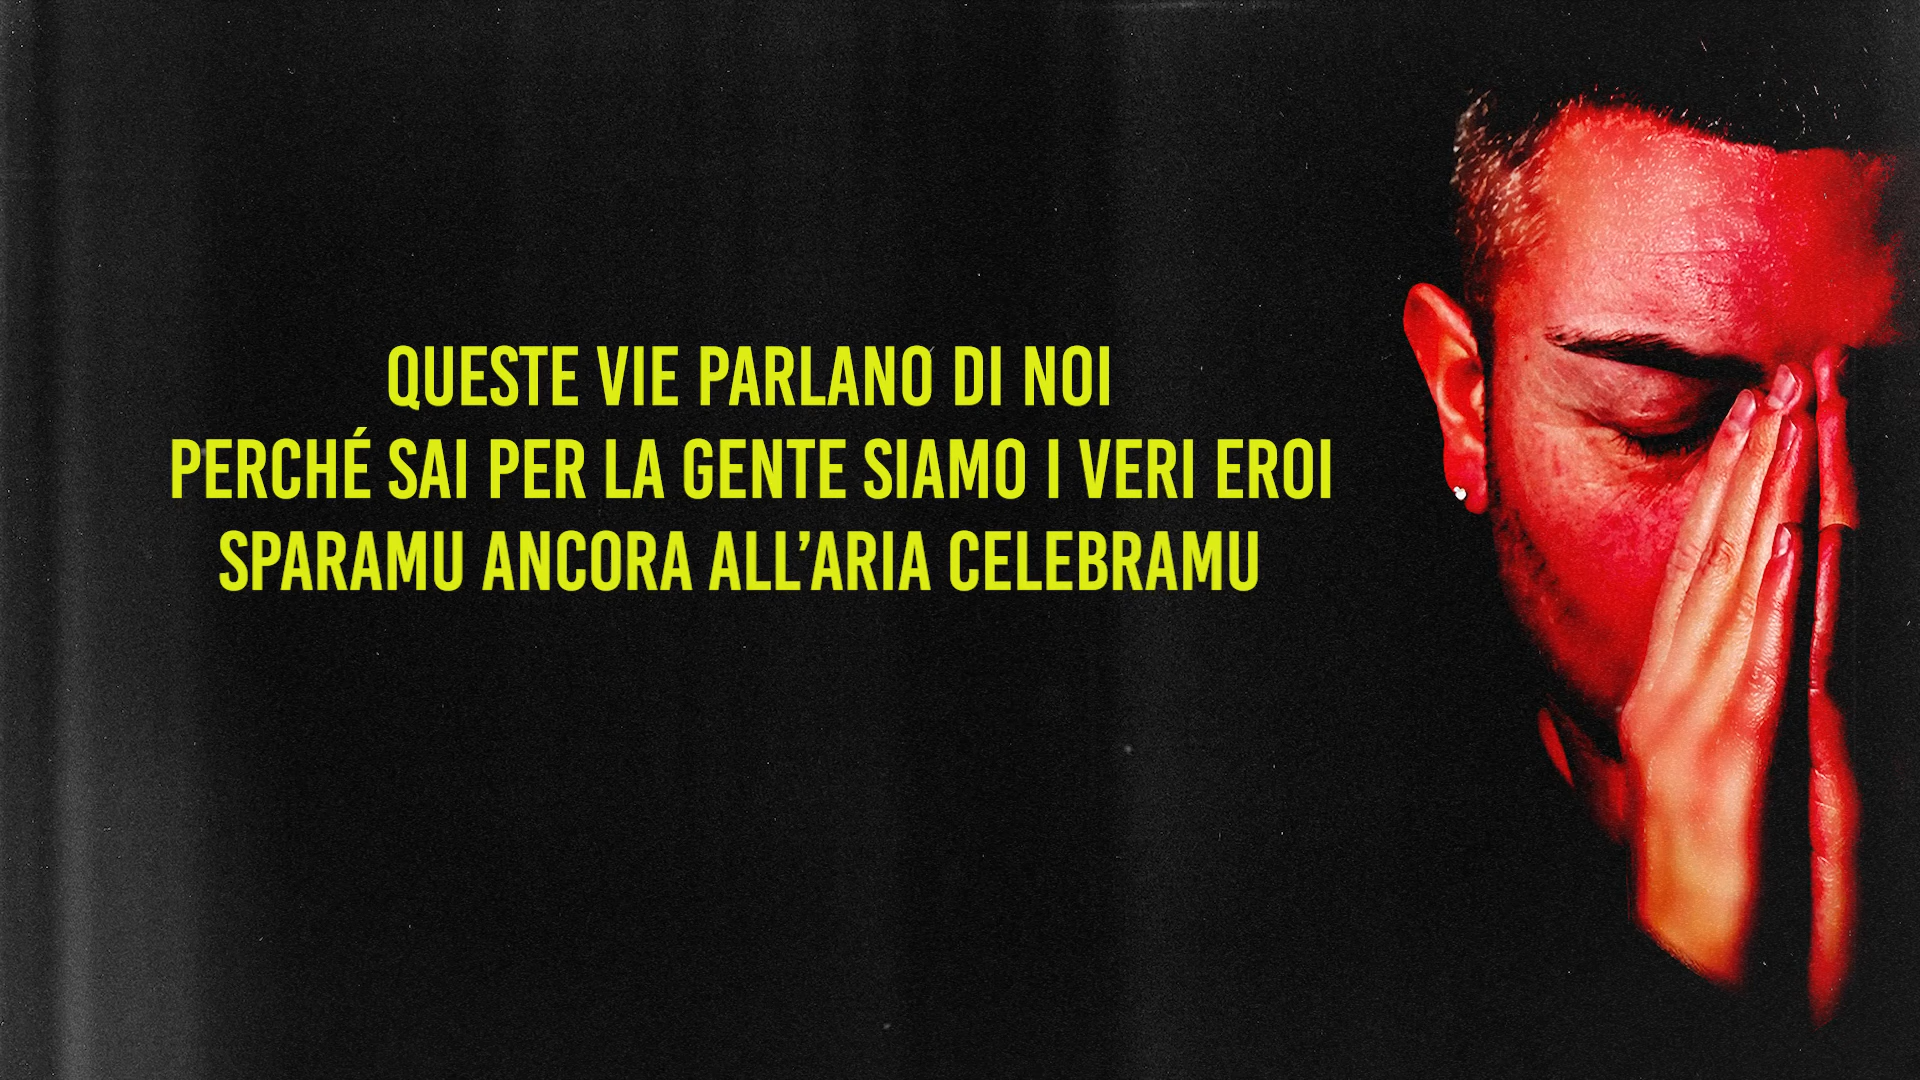 QUESTE VIE PARLANO DI NOI
PERCHÉ SAI PER LA GENTE SIAMO I VERI EROI
SPARAMU ANCORA ALL’ARIA CELEBRAMU